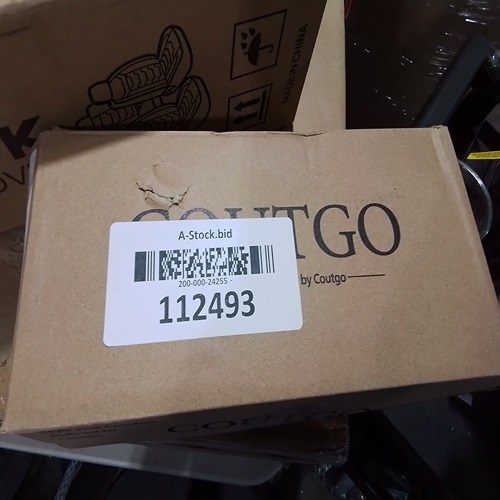 MADE IN CHINA
COUTGO
by Coutgo
A-Stock.bid
200-000-24255 -
112493